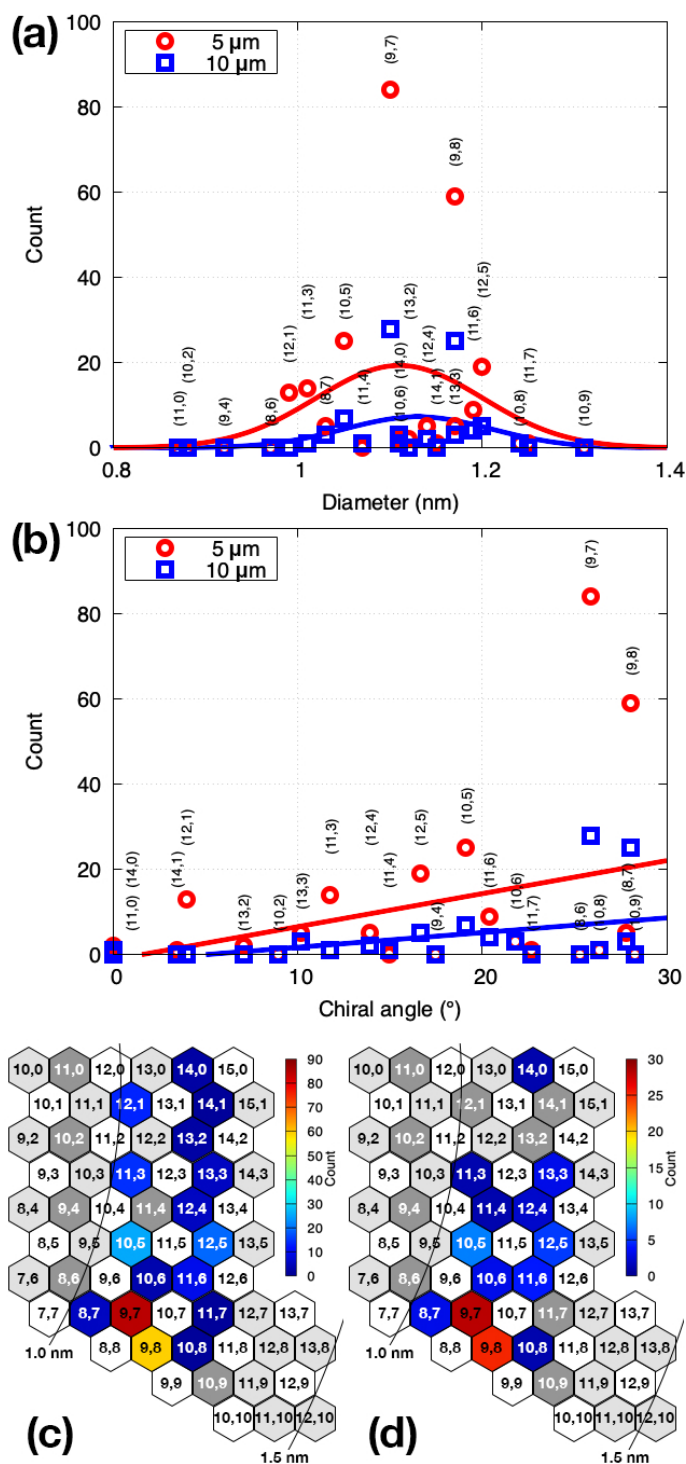 (a)
5 µm
10 µm
100
80
60
40
20
0
Count
(9,7)
(9,8)
(12,5)
(13,2)
(10,5)
(11,3)
(12,1)
(11,6)
(12,4)
(14,0)
(10,2)
(11,0)
(9,4)
(8,6)
(8,7)
(11,4)
(10,6)
(14,1)
(13,3)
(10,8)
(11,7)
(10,9)
0.8
1
1.2
1.4
Diameter (nm)
(b)
5 µm
10 µm
100
80
60
40
20
0
Count
(9,7)
(9,8)
(10,5)
(12,5)
(12,4)
(11,3)
(12,1)
(14,0)
(11,0)
(14,1)
(13,2)
(10,2)
(13,3)
(11,4)
(9,4)
(11,6)
(10,6)
(11,7)
(8,6)
(10,8)
(8,7)
(10,9)
0
10
20
30
Chiral angle (°)
10,0 11,0 12,0 13,0 14,0 15,0
10,1 11,1 12,1 13,1 14,1 15,1
9,2 10,2 11,2 12,2 13,2 14,2
9,3 10,3 11,3 12,3 13,3 14,3
8,4 9,4 10,4 11,4 12,4 13,4
8,5 9,5 10,5 11,5 12,5 13,5
7,6 8,6 9,6 10,6 11,6 12,6
7,7 8,7 9,7 10,7 11,7 12,7 13,7
8,8 9,8 10,8 11,8 12,8 13,8
9,9 10,9 11,9 12,9
10,10 11,10 12,10
1.0 nm
1.5 nm
90
80
70
60
50
40
30
20
10
0
Count
(c)
10,0 11,0 12,0 13,0 14,0 15,0
10,1 11,1 12,1 13,1 14,1 15,1
9,2 10,2 11,2 12,2 13,2 14,2
9,3 10,3 11,3 12,3 13,3 14,3
8,4 9,4 10,4 11,4 12,4 13,4
8,5 9,5 10,5 11,5 12,5 13,5
7,6 8,6 9,6 10,6 11,6 12,6
7,7 8,7 9,7 10,7 11,7 12,7 13,7
8,8 9,8 10,8 11,8 12,8 13,8
9,9 10,9 11,9 12,9
10,10 11,10 12,10
1.0 nm
1.5 nm
30
25
20
15
10
5
0
Count
(d)